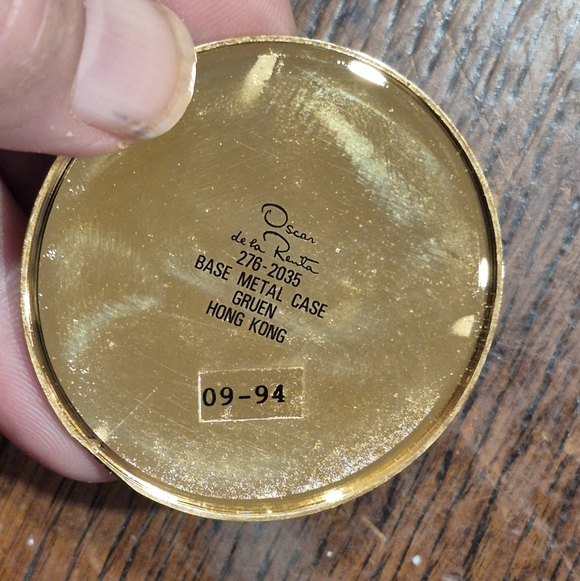 Oscar
de la Renta
276-2035
BASE METAL CASE
GRUEN
HONG KONG
09-94